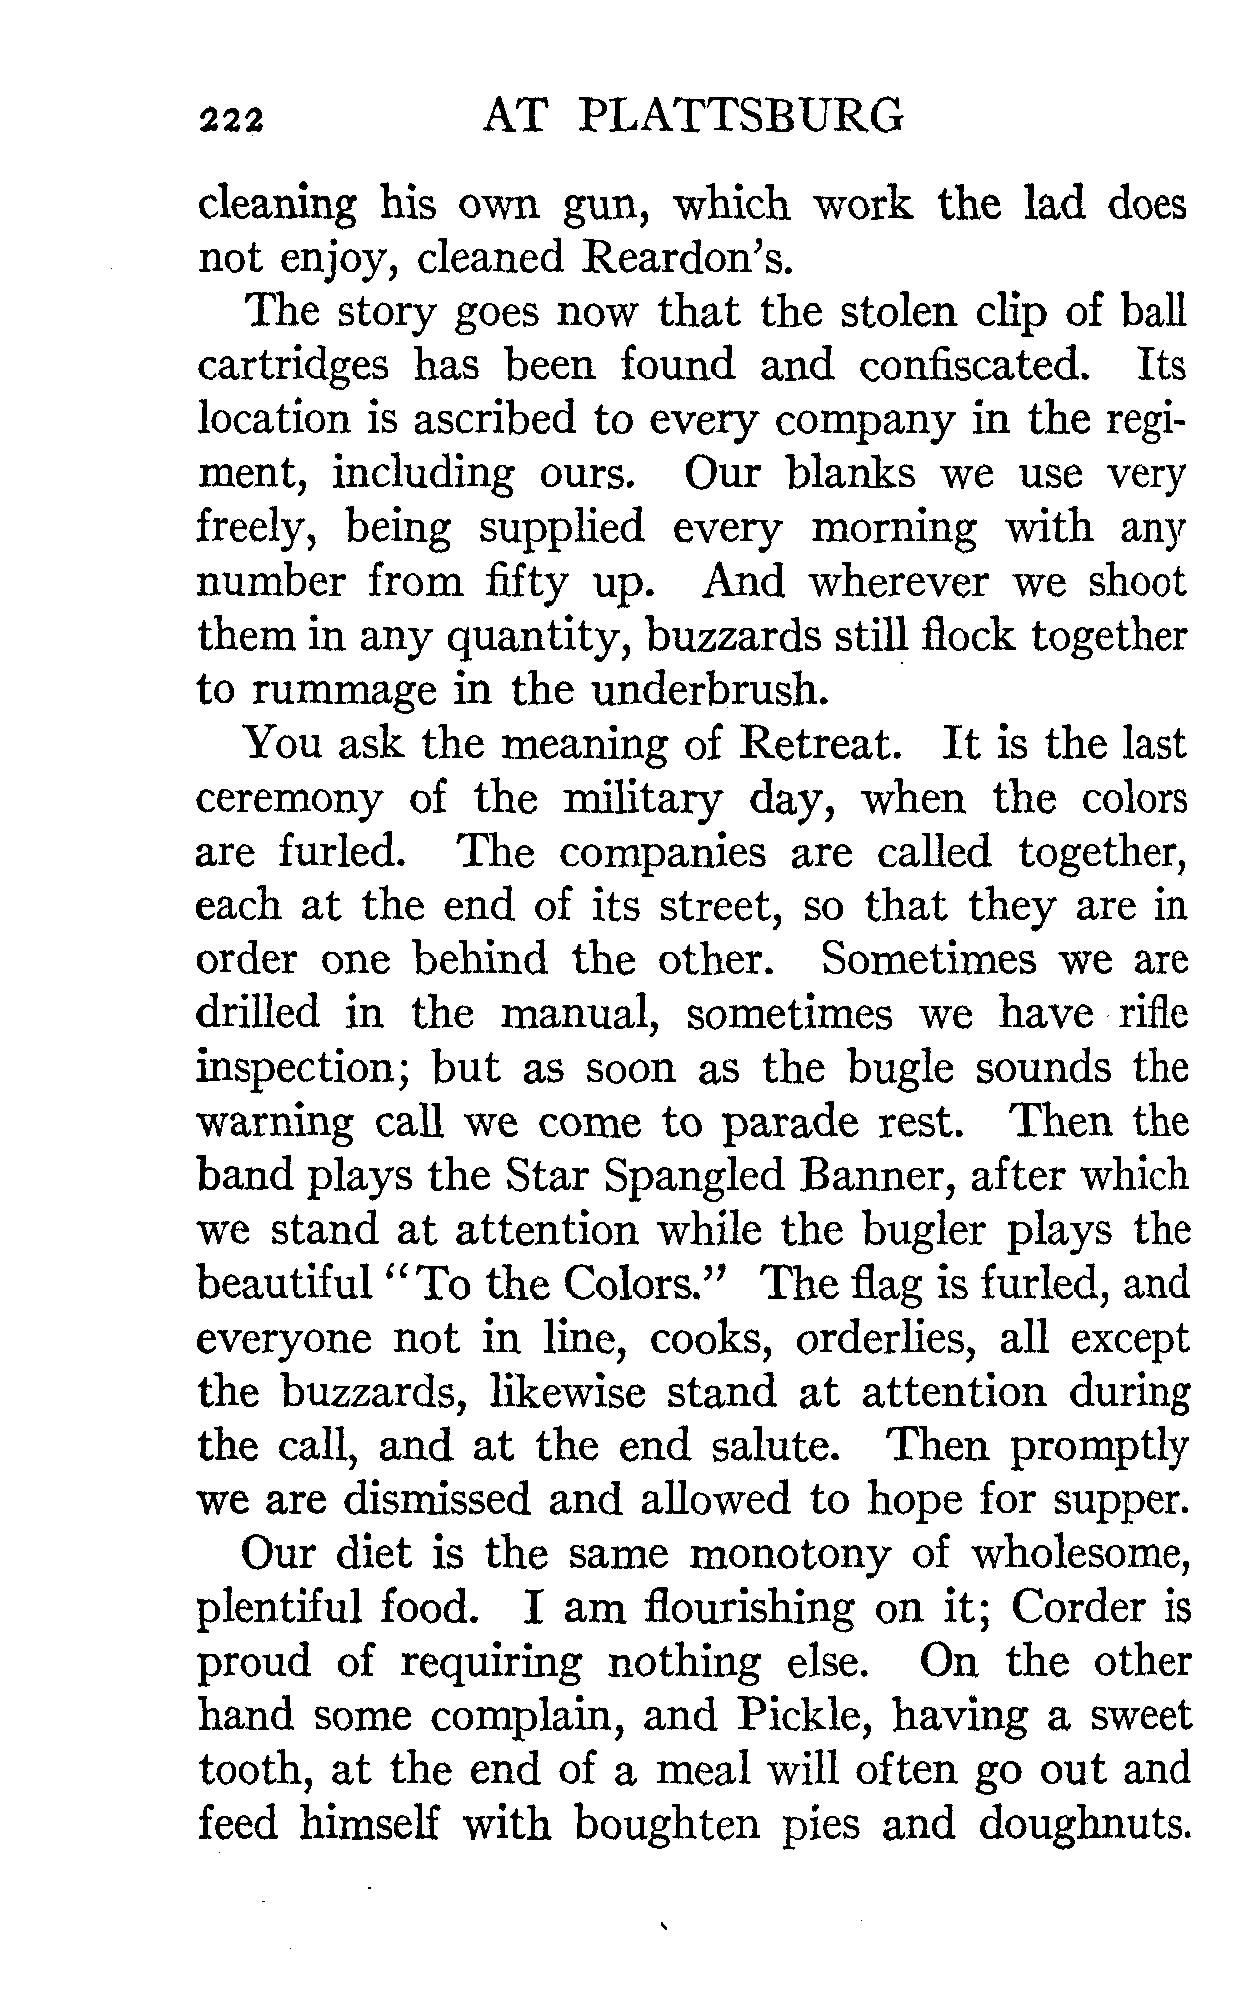 222 AT PLATTSBURG
cleaning his own gun, which work the lad does
not enjoy, cleaned Reardon's.
The story goes now that the stolen clip of ball
cartridges has been found and confiscated. Its
location is ascribed to every company in the regi-
ment, including ours. Our blanks we use very
freely, being supplied every morning with any
number from fifty up. And wherever we shoot
them in any quantity, buzzards still flock together
to rummage in the underbrush.
You ask the meaning of Retreat. It is the last
ceremony of the military day, when the colors
are furled. The companies are called together,
each at the end of its street, so that they are in
order one behind the other. Sometimes we are
drilled in the manual, sometimes we have rifle
inspection; but as soon as the bugle sounds the
warning call we come to parade rest. Then the
band plays the Star Spangled Banner, after which
we stand at attention while the bugler plays the
beautiful "To the Colors." The flag is furled, and
everyone not in line, cooks, orderlies, all except
the buzzards, likewise stand at attention during
the call, and at the end salute. Then promptly
we are dismissed and allowed to hope for supper.
Our diet is the same monotony of wholesome,
plentiful food. I am flourishing on it; Corder is
proud of requiring nothing else. On the other
hand some complain, and Pickle, having a sweet
tooth, at the end of a meal will often go out and
feed himself with boughten pies and doughnuts.